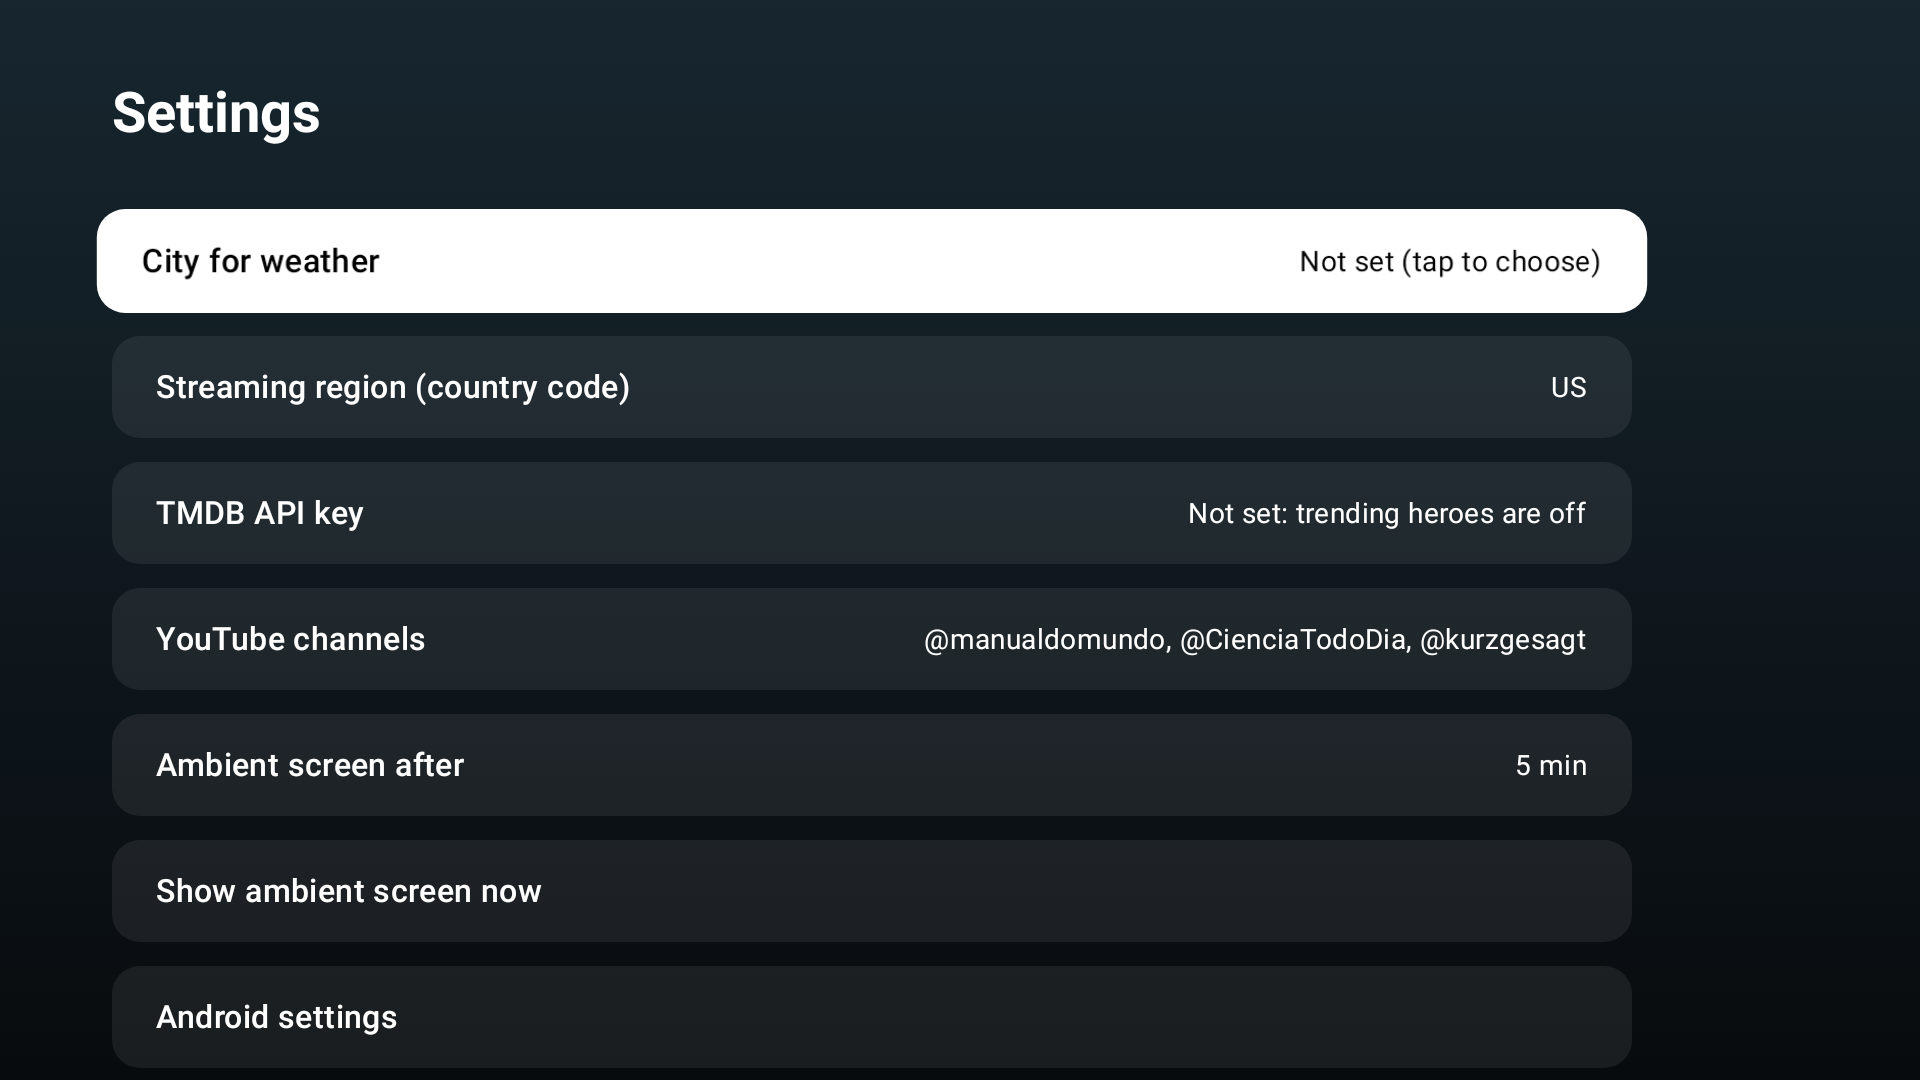 Settings
City for weather
Not set (tap to choose)
Streaming region (country code)
US
TMDB API key
Not set: trending heroes are off
YouTube channels
@manualdomundo, @CienciaTodoDia, @kurzgesagt
Ambient screen after
5 min
Show ambient screen now
Android settings